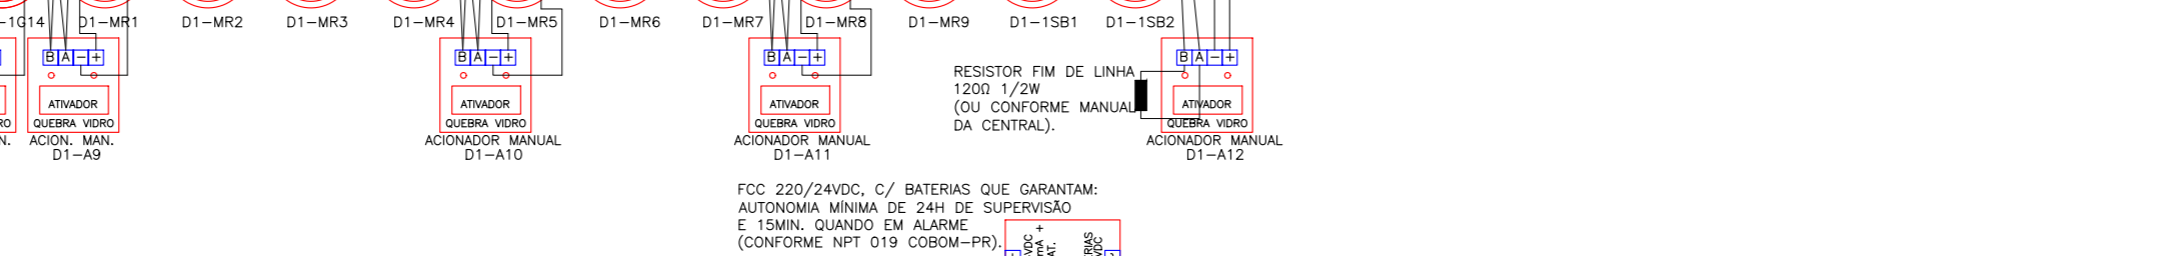 -1G14 D1-MR1 D1-MR2 D1-MR3 D1-MR4 D1-MR5 D1-MR6 D1-MR7 D1-MR8 D1-MR9 D1-1SB1 D1-1SB2
B A - +
B A - +
B A - +
B A - +
RESISTOR FIM DE LINHA
120Ω 1/2W
(OU CONFORME MANUAL
DA CENTRAL).
ATIVADOR
QUEBRA VIDRO
ACION. MAN.
D1-A9
ATIVADOR
QUEBRA VIDRO
ACIONADOR MANUAL
D1-A10
ATIVADOR
QUEBRA VIDRO
ACIONADOR MANUAL
D1-A11
ATIVADOR
QUEBRA VIDRO
ACIONADOR MANUAL
D1-A12
FCC 220/24VDC, C/ BATERIAS QUE GARANTAM:
AUTONOMIA MÍNIMA DE 24H DE SUPERVISÃO
E 15MIN. QUANDO EM ALARME
(CONFORME NPT 019 COBOM-PR).